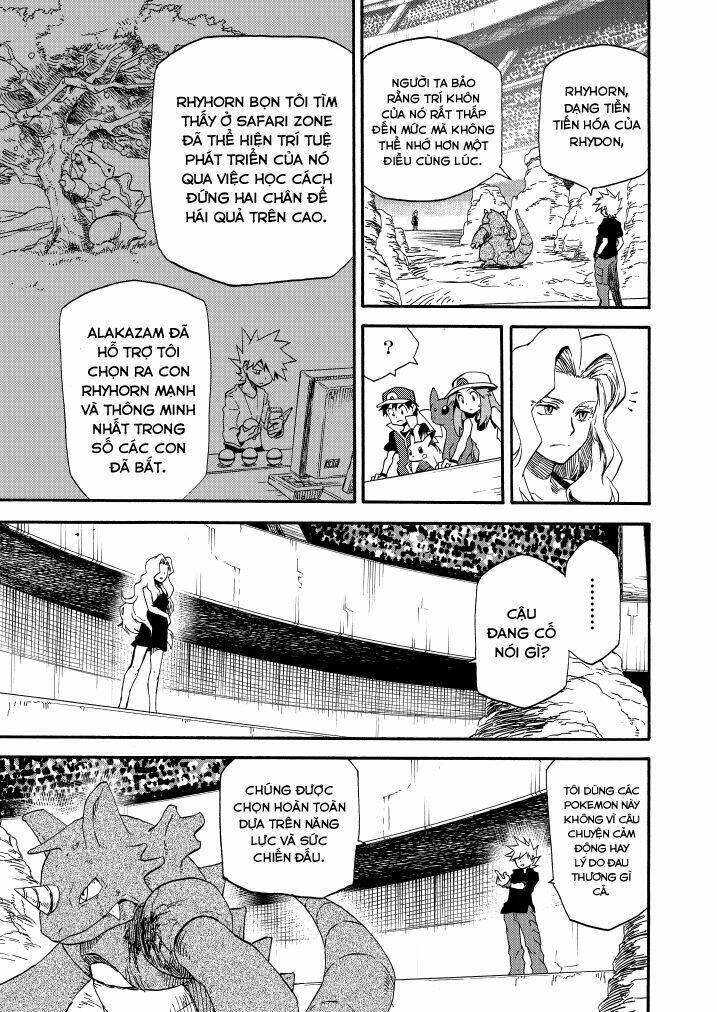 RHYHORN,
DẠNG TIỀN
TIẾN HÓA CỦA
RHYDON,
NGƯỜI TA BẢO
RẰNG TRÍ KHÔN
CỦA NÓ RẤT THẤP
ĐẾN MỨC MÀ KHÔNG
THỂ NHỚ HƠN MỘT
ĐIỀU CÙNG LÚC.
RHYHORN BỌN TÔI TÌM
THẤY Ở SAFARI ZONE
ĐÃ THỂ HIỆN TRÍ TUỆ
PHÁT TRIỂN CỦA NÓ
QUA VIỆC HỌC CÁCH
ĐỨNG HAI CHÂN ĐỂ
HÁI QUẢ TRÊN CAO.
ALAKAZAM ĐÃ
HỖ TRỢ TÔI
CHỌN RA CON
RHYHORN MẠNH
VÀ THÔNG MINH
NHẤT TRONG
SỐ CÁC CON
ĐÃ BẮT.
?
......
CẬU
ĐANG CỐ
NÓI GÌ?
TÔI DÙNG CÁC
POKEMON NÀY
KHÔNG VÌ CÂU
CHUYỆN CẢM
ĐỘNG HAY
LÝ DO ĐAU
THƯƠNG GÌ
CẢ.
CHÚNG ĐƯỢC
CHỌN HOÀN TOÀN
DỰA TRÊN NĂNG
LỰC VÀ SỨC
CHIẾN ĐẤU.